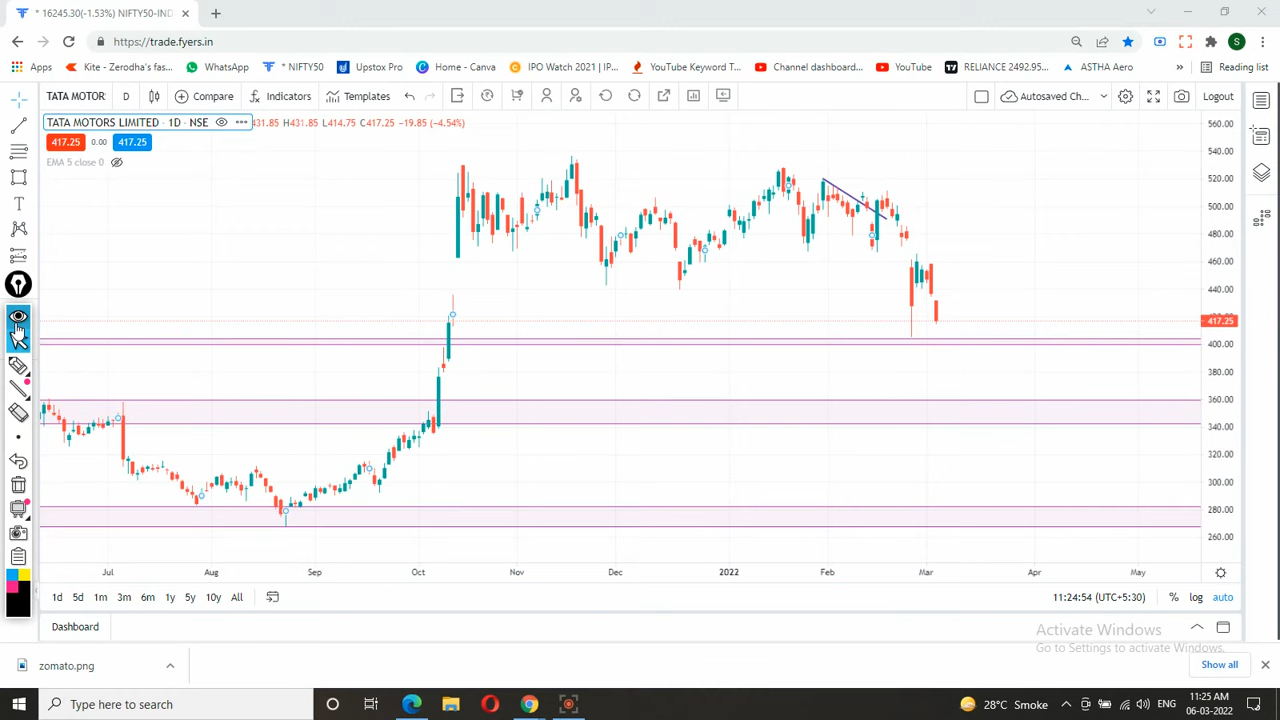 * 16245.30(-1.53%) NIFTY50-IND
https://trade.fyers.in
Apps Kite - Zerodha's fas... WhatsApp * NIFTY50 Upstox Pro Home - Canva IPO Watch 2021 | IP... YouTube Keyword T... Channel dashboard... YouTube RELIANCE 2492.95... ASTHA Aero » Reading list
TATA MOTOR D Compare Indicators Templates Autosaved Ch... Logout
TATA MOTORS LIMITED · 1D · NSE 431.85 H431.85 L414.75 C417.25 −19.85 (−4.54%)
417.25 0.00 417.25
EMA 5 close 0
560.00
540.00
520.00
500.00
480.00
460.00
440.00
417.25
400.00
380.00
360.00
340.00
320.00
300.00
280.00
260.00
Jul Aug Sep Oct Nov Dec 2022 Feb Mar Apr May
1d 5d 1m 3m 6m 1y 5y 10y All 11:24:54 (UTC+5:30) % log auto
Dashboard
Activate Windows
Go to Settings to activate Windows.
zomato.png Show all
Type here to search 28°C Smoke ENG 11:25 AM
06-03-2022